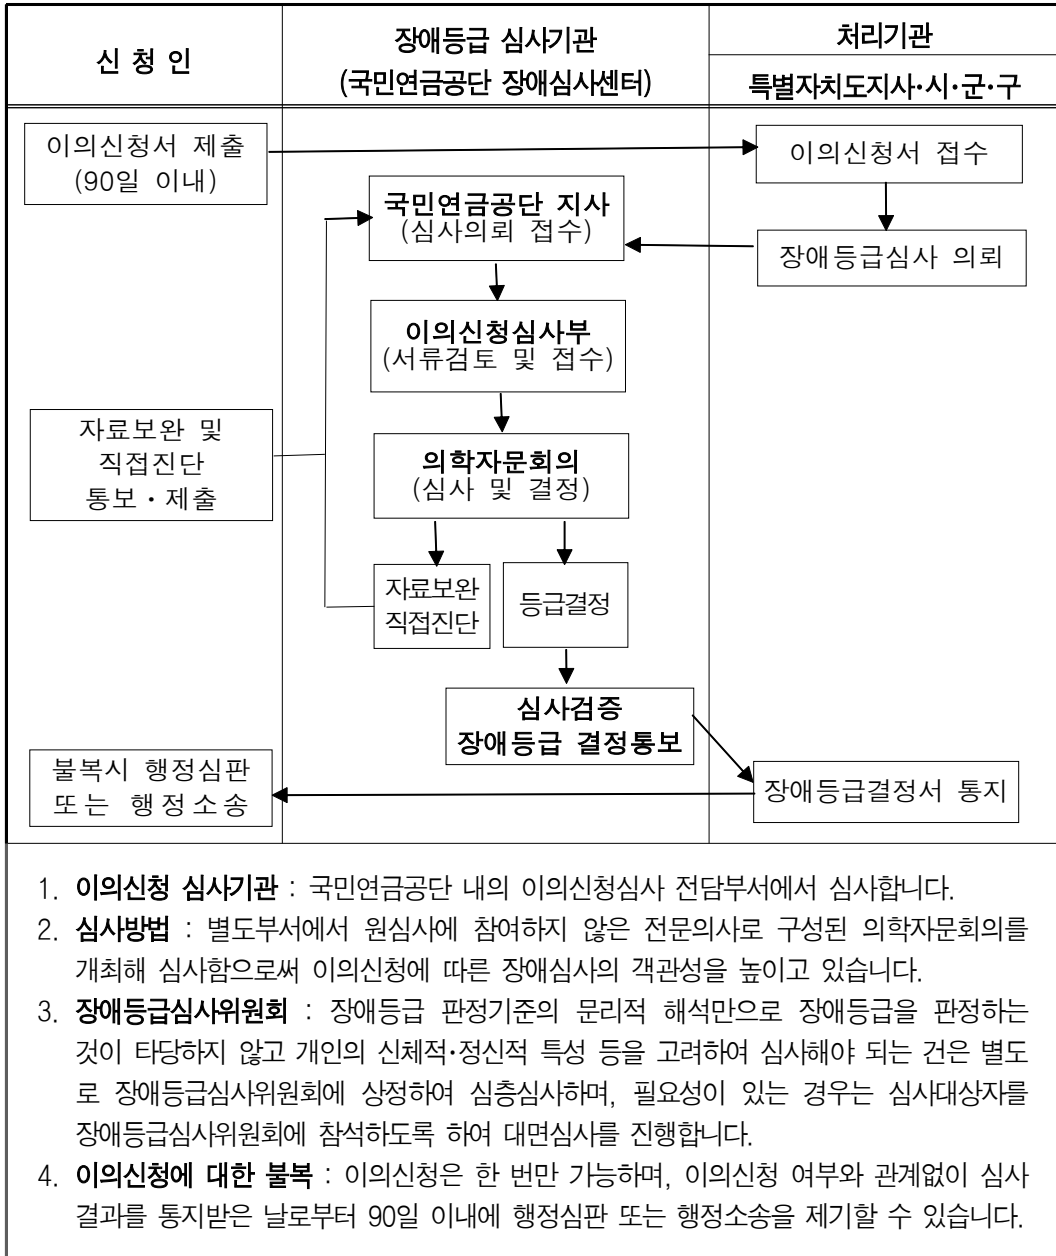 신 청 인
장애등급 심사기관
(국민연금공단 장애심사센터)
처리기관
특별자치도지사·시·군·구
이의신청서 제출
(90일 이내)
이의신청서 접수
국민연금공단 지사
(심사의뢰 접수)
장애등급심사 의뢰
이의신청심사부
(서류검토 및 접수)
자료보완 및
직접진단
통보·제출
의학자문회의
(심사 및 결정)
자료보완
직접진단
등급결정
심사검증
장애등급 결정통보
불복시 행정심판
또는 행정소송
장애등급결정서 통지
1. 이의신청 심사기관 : 국민연금공단 내의 이의신청심사 전담부서에서 심사합니다.
2. 심사방법 : 별도부서에서 원심사에 참여하지 않은 전문의사로 구성된 의학자문회의를
개최해 심사함으로써 이의신청에 따른 장애심사의 객관성을 높이고 있습니다.
3. 장애등급심사위원회 : 장애등급 판정기준의 문리적 해석만으로 장애등급을 판정하는
것이 타당하지 않고 개인의 신체적·정신적 특성 등을 고려하여 심사해야 되는 건은 별도
로 장애등급심사위원회에 상정하여 심층심사하며, 필요성이 있는 경우는 심사대상자를
장애등급심사위원회에 참석하도록 하여 대면심사를 진행합니다.
4. 이의신청에 대한 불복 : 이의신청은 한 번만 가능하며, 이의신청 여부와 관계없이 심사
결과를 통지받은 날로부터 90일 이내에 행정심판 또는 행정소송을 제기할 수 있습니다.